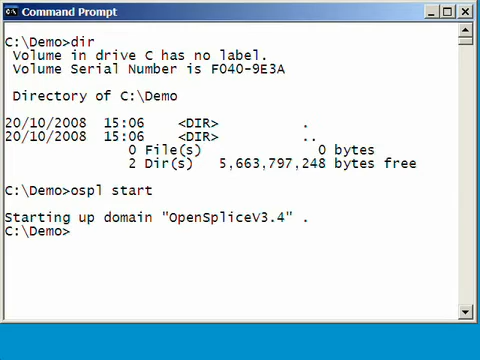 Command Prompt
C:\Demo>dir
Volume in drive C has no label.
Volume Serial Number is F040-9E3A
Directory of C:\Demo
20/10/2008 15:06 <DIR> .
20/10/2008 15:06 <DIR> ..
0 File(s) 0 bytes
2 Dir(s) 5,663,797,248 bytes free
C:\Demo>ospl start
Starting up domain "OpenSpliceV3.4" .
C:\Demo>